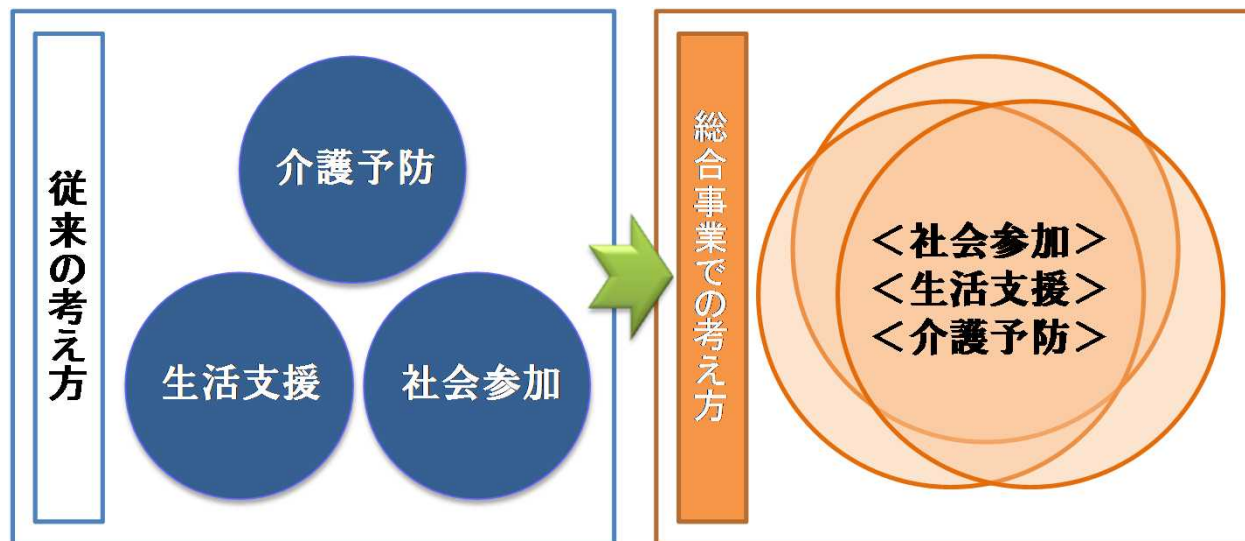 従来の考え方
介護予防
生活支援
社会参加
総合事業での考え方
＜社会参加＞
＜生活支援＞
＜介護予防＞